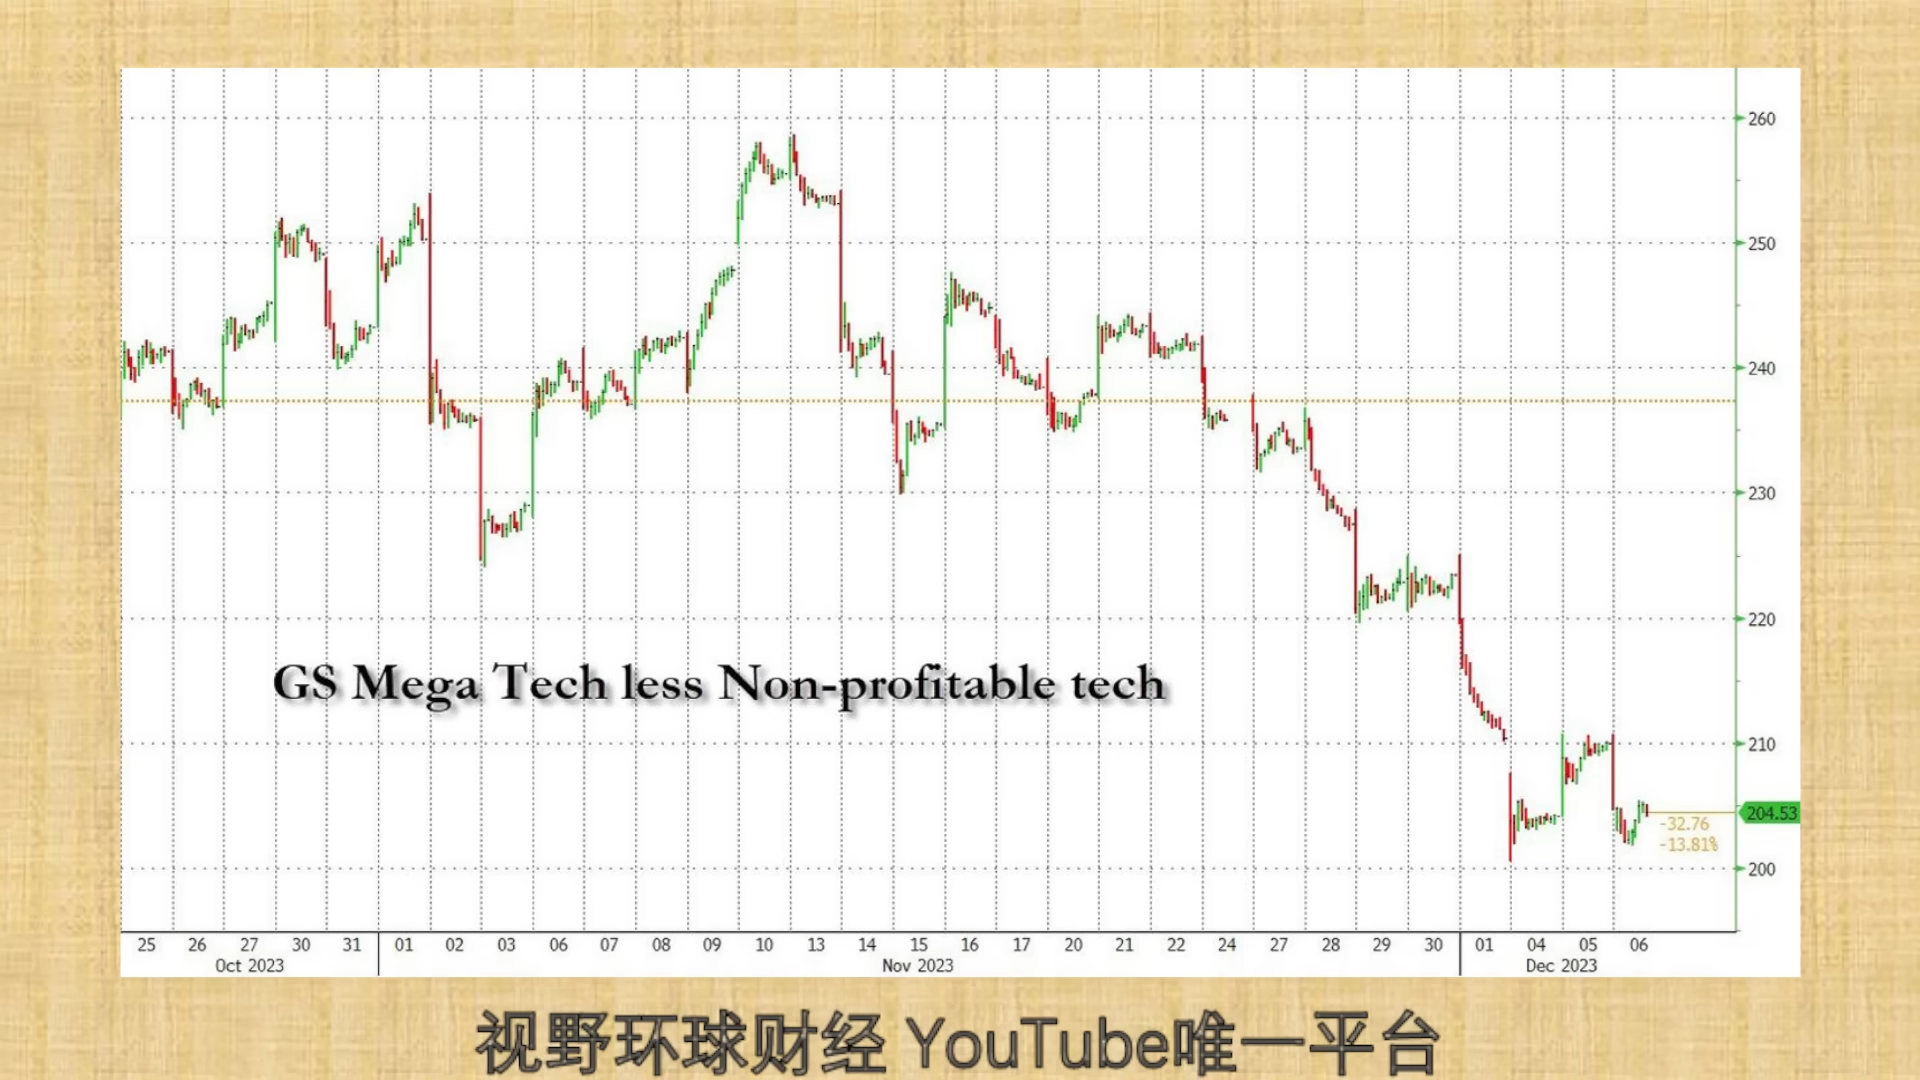 260
250
240
230
220
210
204.53
-32.76
-13.81%
200
GS Mega Tech less Non-profitable tech
25 26 27 30 31 01 02 03 06 07 08 09 10 13 14 15 16 17 20 21 22 24 27 28 29 30 01 04 05 06
Oct 2023 Nov 2023 Dec 2023
视野环球财经 YouTube唯一平台